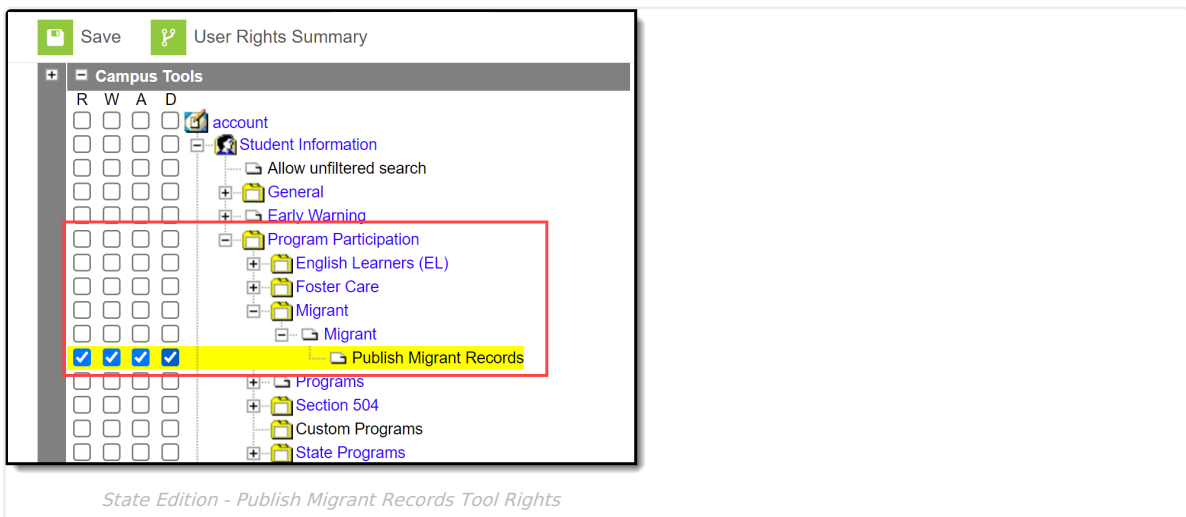 Save User Rights Summary
Campus Tools
R W A D
account
Student Information
Allow unfiltered search
General
Early Warning
Program Participation
English Learners (EL)
Foster Care
Migrant
Migrant
Publish Migrant Records
Programs
Section 504
Custom Programs
State Programs
State Edition - Publish Migrant Records Tool Rights